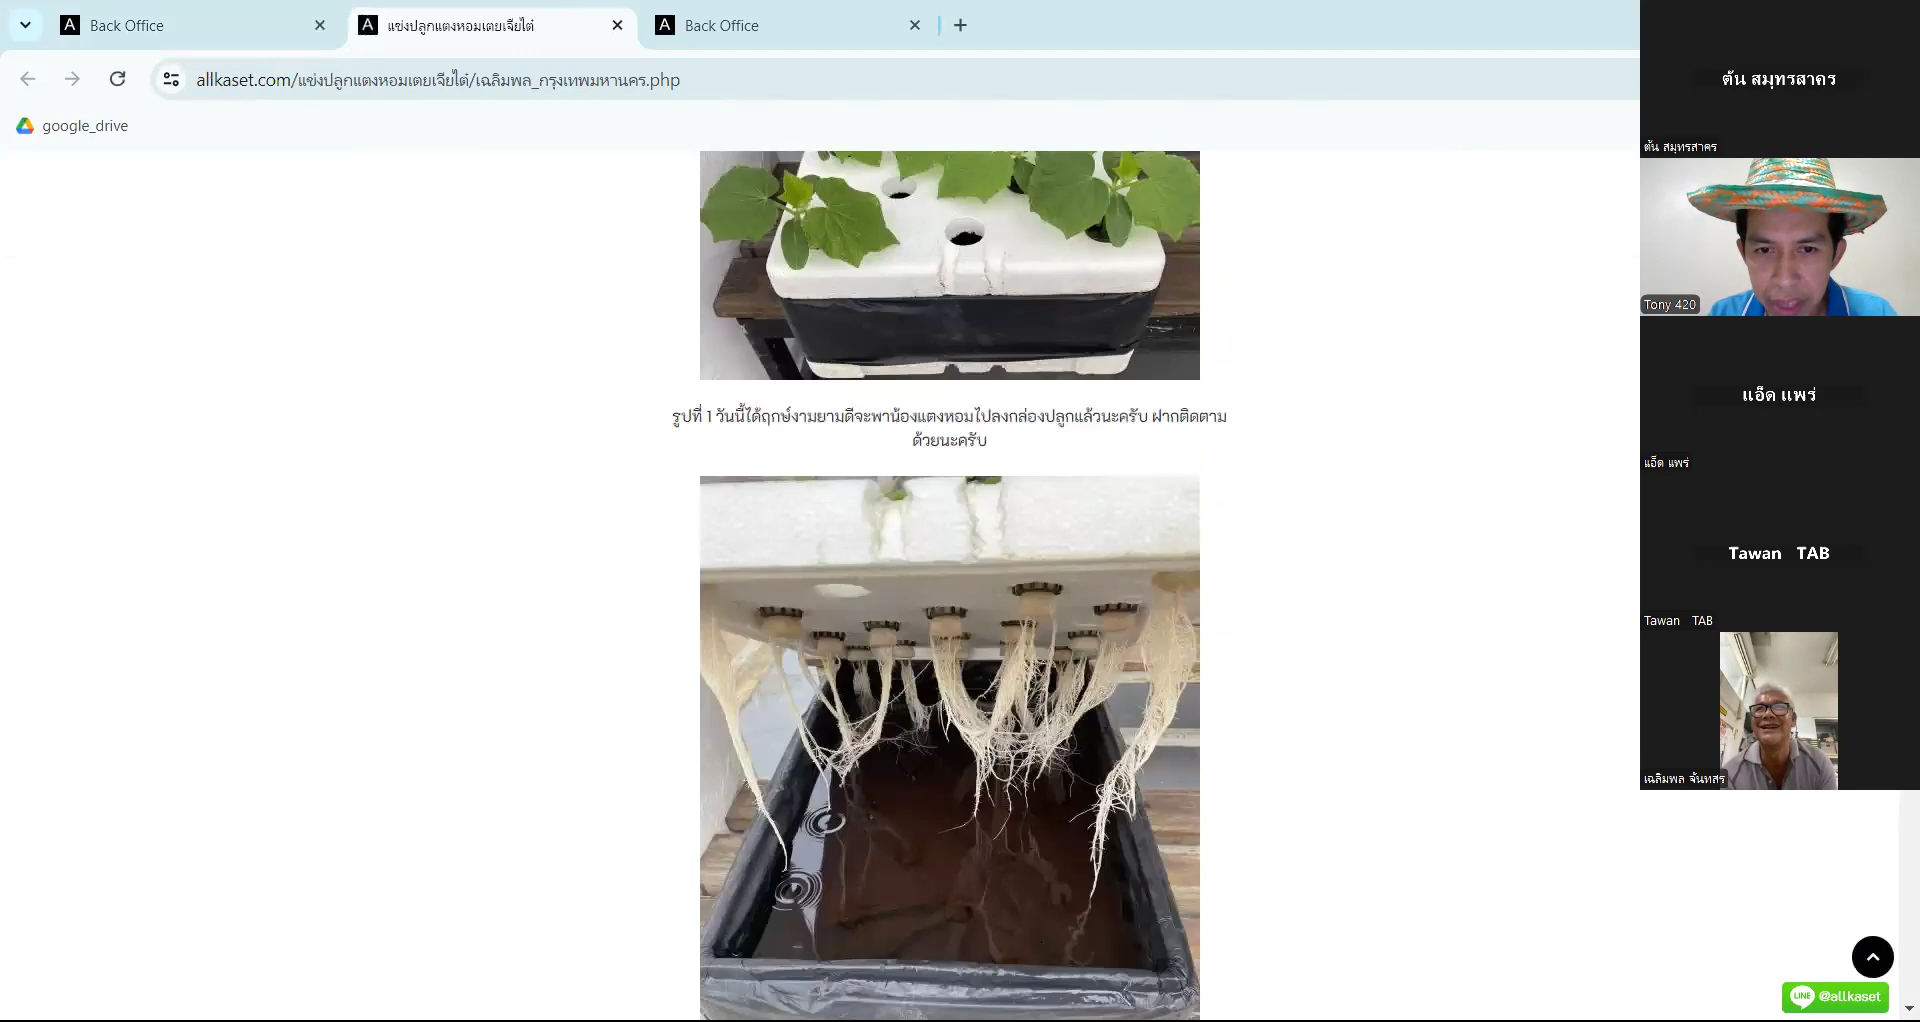 Back Office
แข่งปลูกแตงหอมเตยเจียไต๋
Back Office
allkaset.com/แข่งปลูกแตงหอมเตยเจียไต๋/เฉลิมพล_กรุงเทพมหานคร.php
google_drive
รูปที่ 1 วันนี้ได้ฤกษ์งามยามดีจะพาน้องแตงหอมไปลงกล่องปลูกแล้วนะครับ ฝากติดตาม
ด้วยนะครับ
ต้น สมุทรสาคร
ต้น สมุทรสาคร
Tony 420
แอ็ด แพร่
แอ็ด แพร่
Tawan TAB
Tawan TAB
เฉลิมพล จันทสร
LINE @allkaset